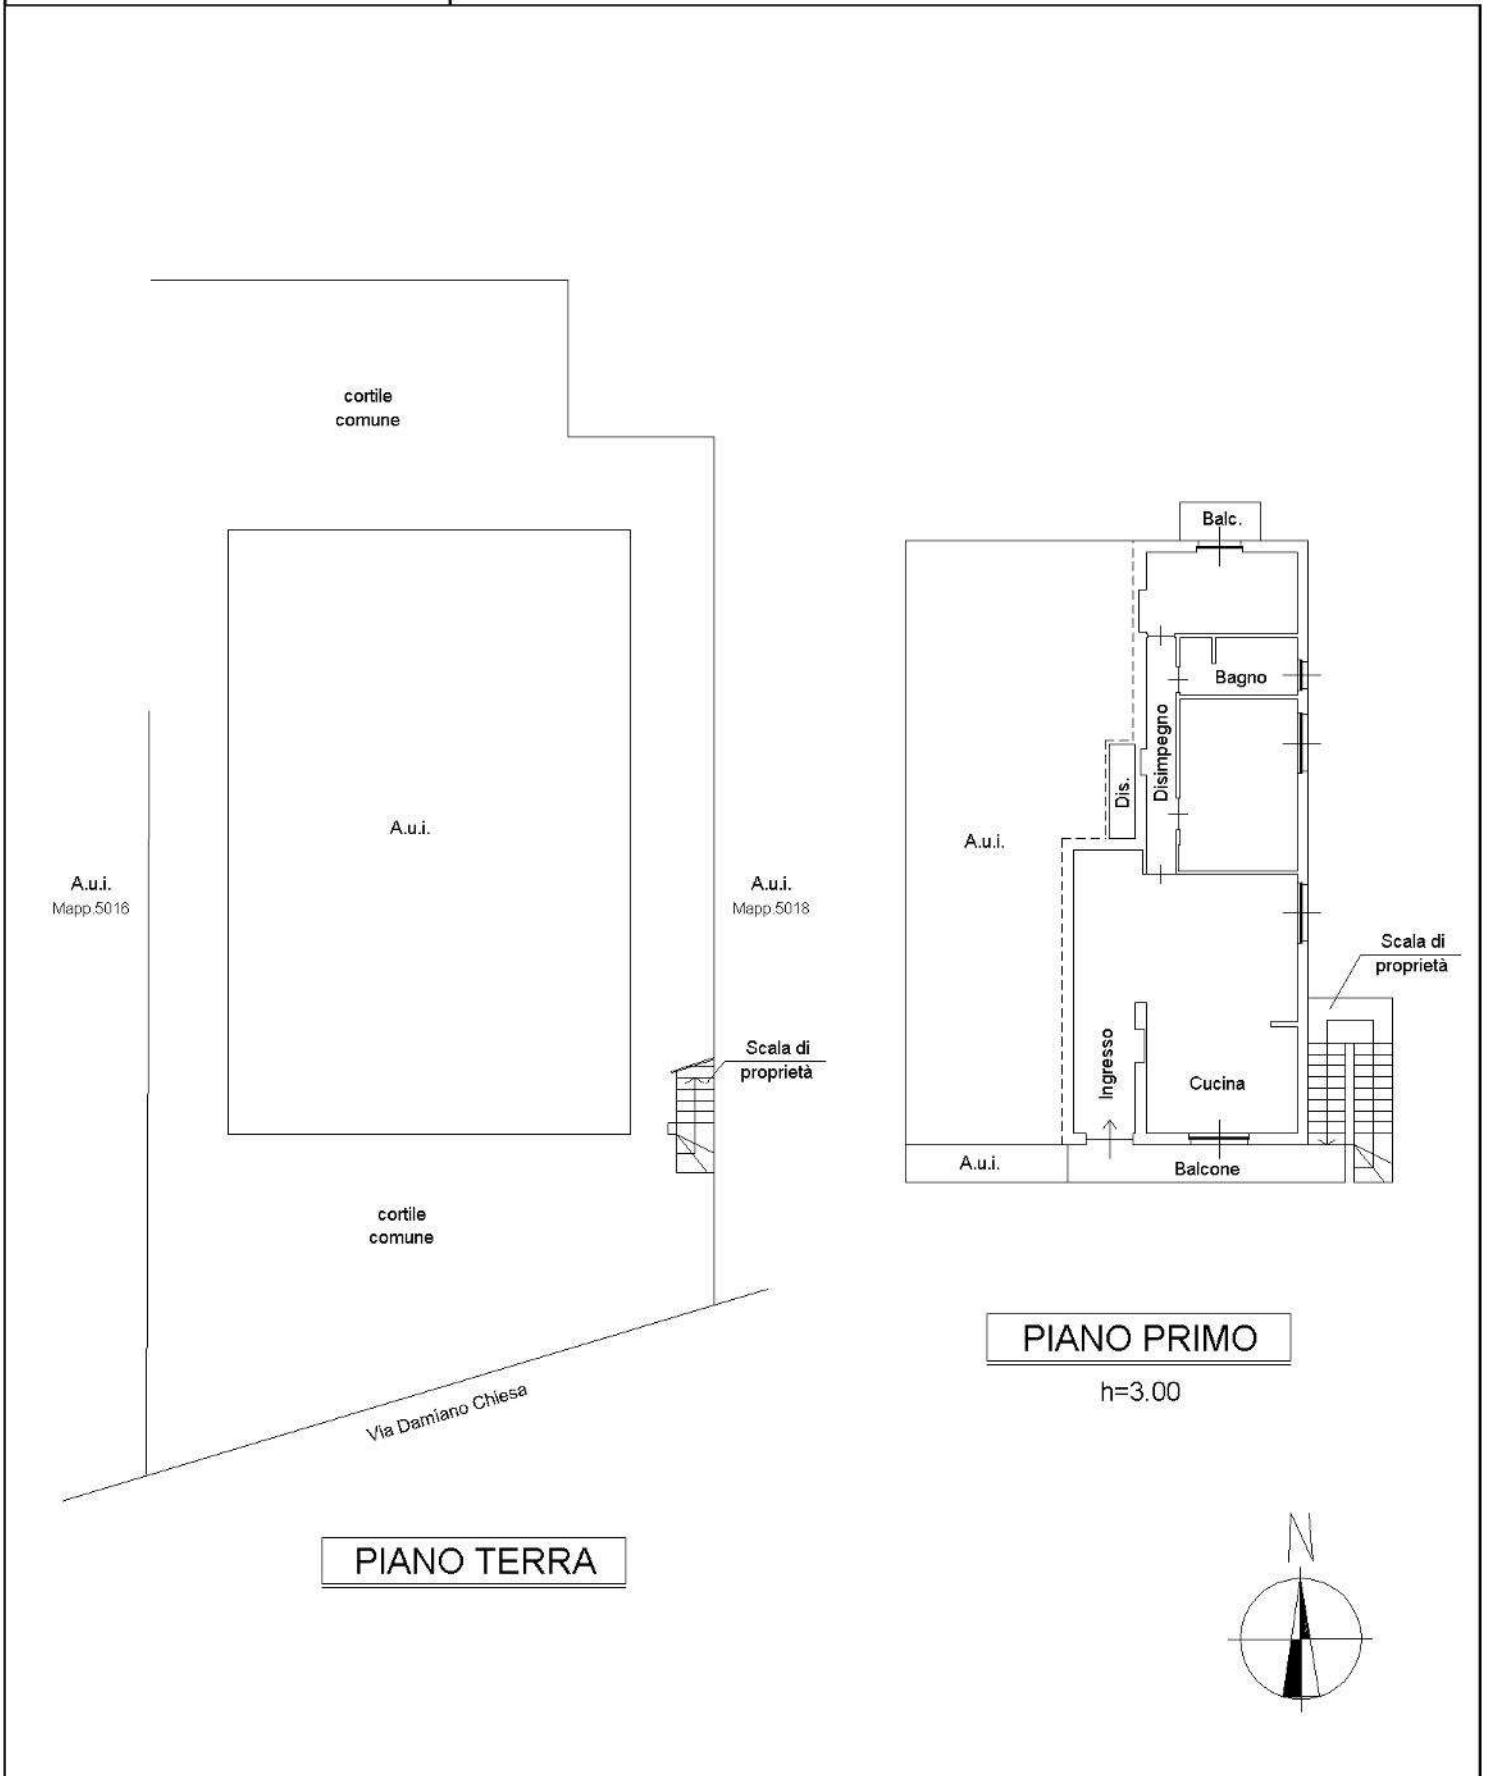 cortile
comune
A.u.i.
A.u.i.
Mapp.5016
A.u.i.
Mapp.5018
Scala di
proprietà
cortile
comune
Via Damiano Chiesa
PIANO TERRA
Balc.
Bagno
Disimpegno
Dis.
A.u.i.
Scala di
proprietà
Ingresso
Cucina
A.u.i.
Balcone
PIANO PRIMO
h=3.00
N